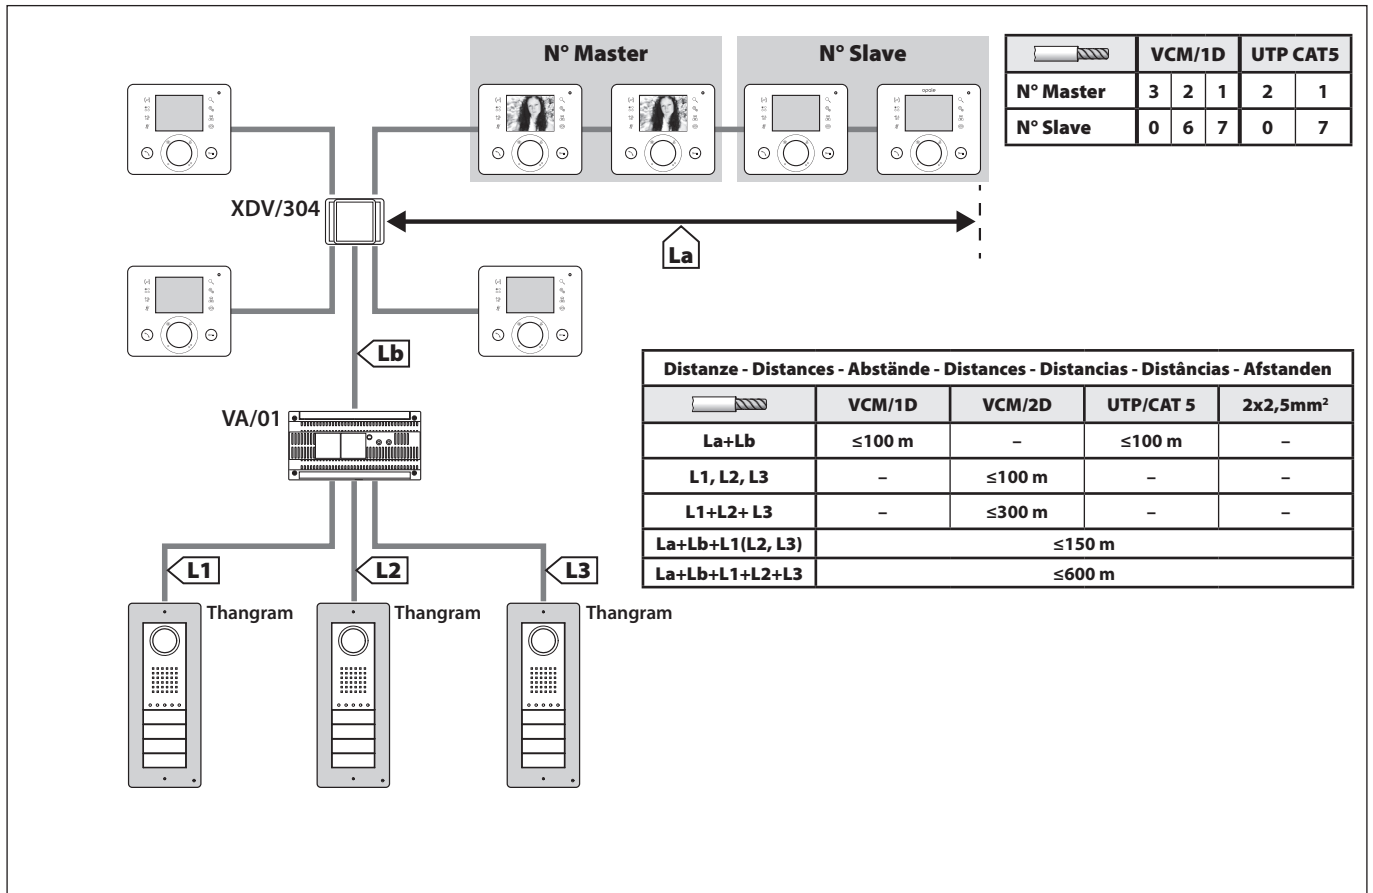 N° Master
N° Slave
VCM/1D UTP CAT5
N° Master 3 2 1 2 1
N° Slave 0 6 7 0 7
opale
XDV/304
La
Lb
VA/01
Distanze - Distances - Abstände - Distances - Distancias - Distâncias - Afstanden
VCM/1D VCM/2D UTP/CAT 5 2x2,5mm²
La+Lb ≤100 m – ≤100 m –
L1, L2, L3 – ≤100 m – –
L1+L2+ L3 – ≤300 m – –
La+Lb+L1(L2, L3) ≤150 m
La+Lb+L1+L2+L3 ≤600 m
L1
L2
L3
Thangram
Thangram
Thangram